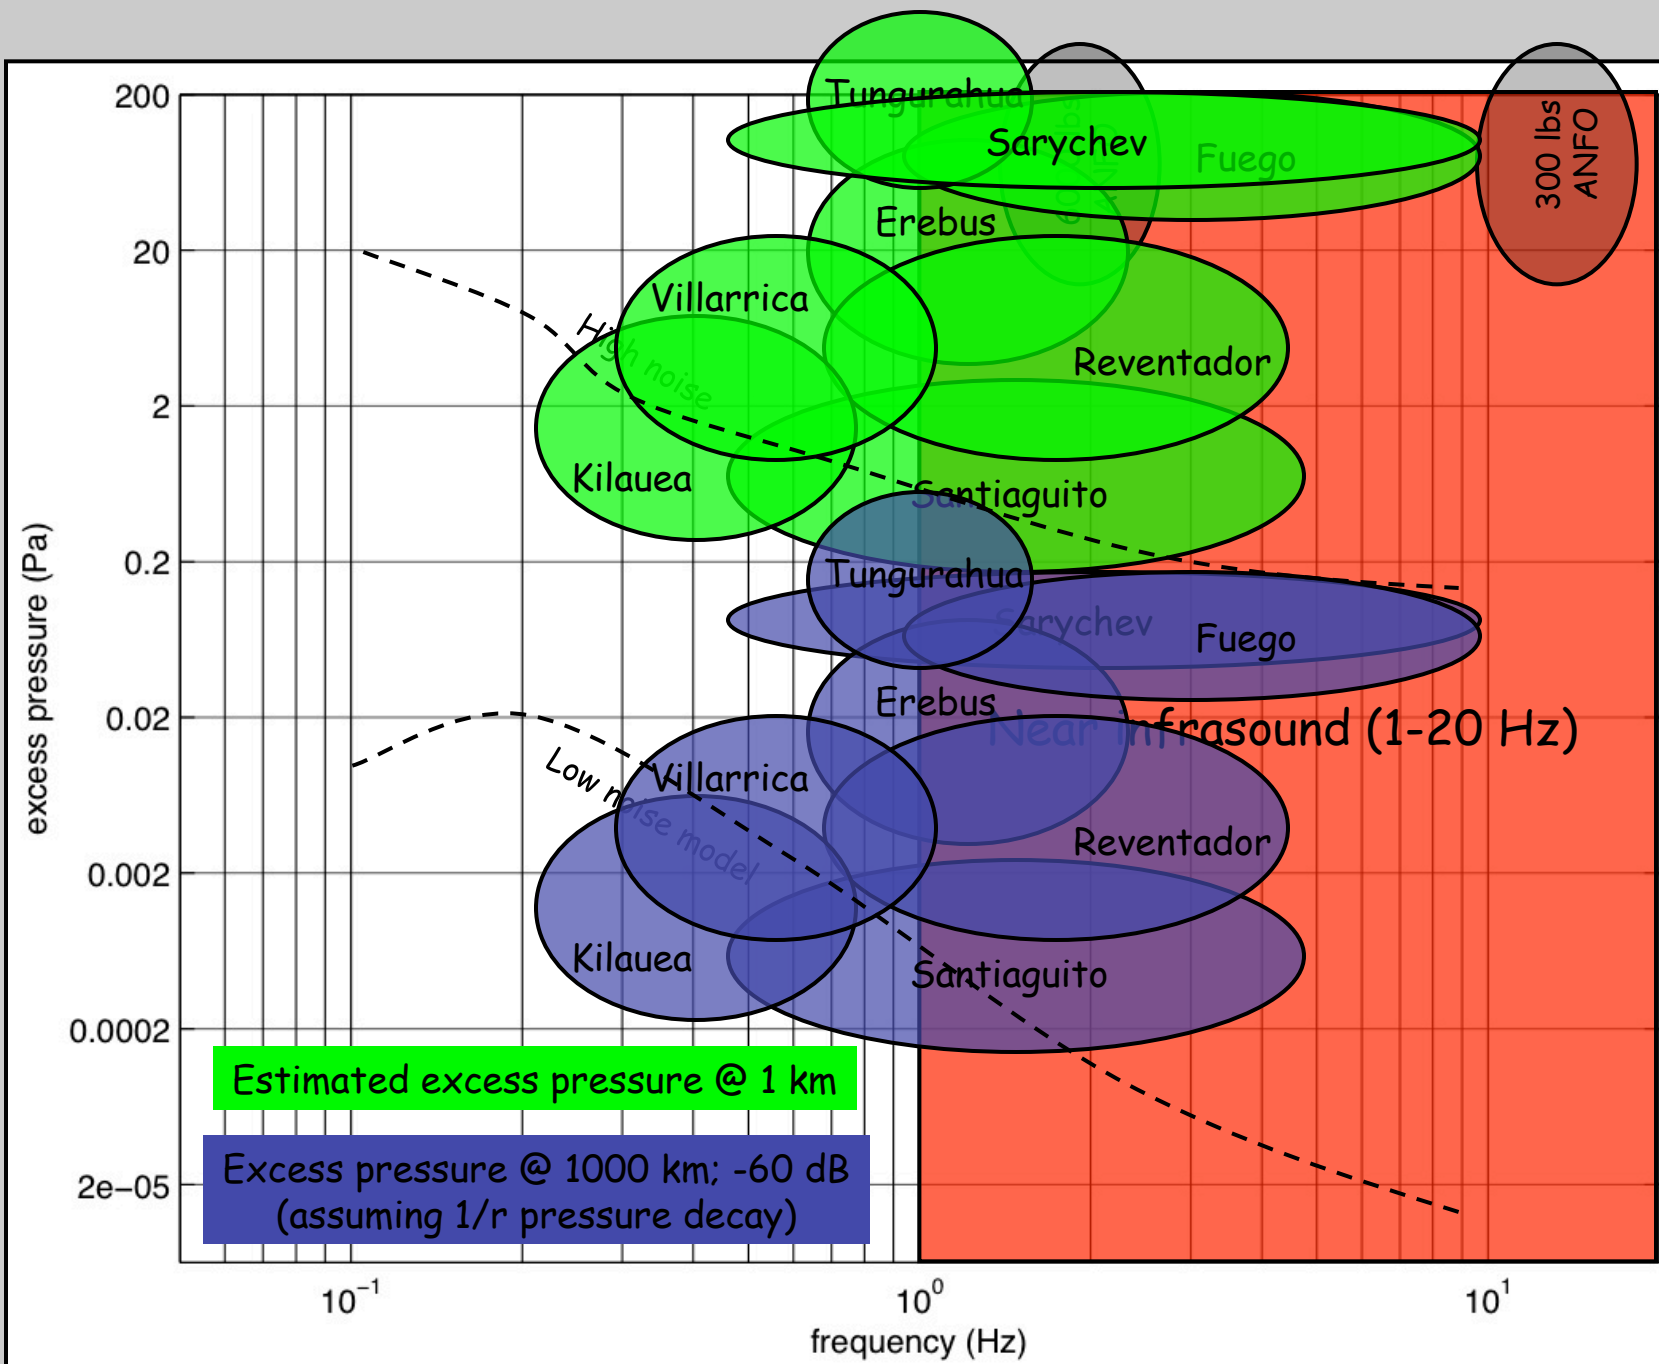 200
20
2
0.2
0.02
0.002
0.0002
2e−05
excess pressure (Pa)
10⁻¹
10⁰
10¹
frequency (Hz)
Tungurahua
Sarychev
Fuego
lbs
ANFO
300 lbs
ANFO
Erebus
Villarrica
High noise
Reventador
Kilauea
Santiaguito
Tungurahua
Sarychev
Fuego
Erebus
Near infrasound (1-20 Hz)
Villarrica
Low noise model
Reventador
Kilauea
Santiaguito
Estimated excess pressure @ 1 km
Excess pressure @ 1000 km; -60 dB
(assuming 1/r pressure decay)